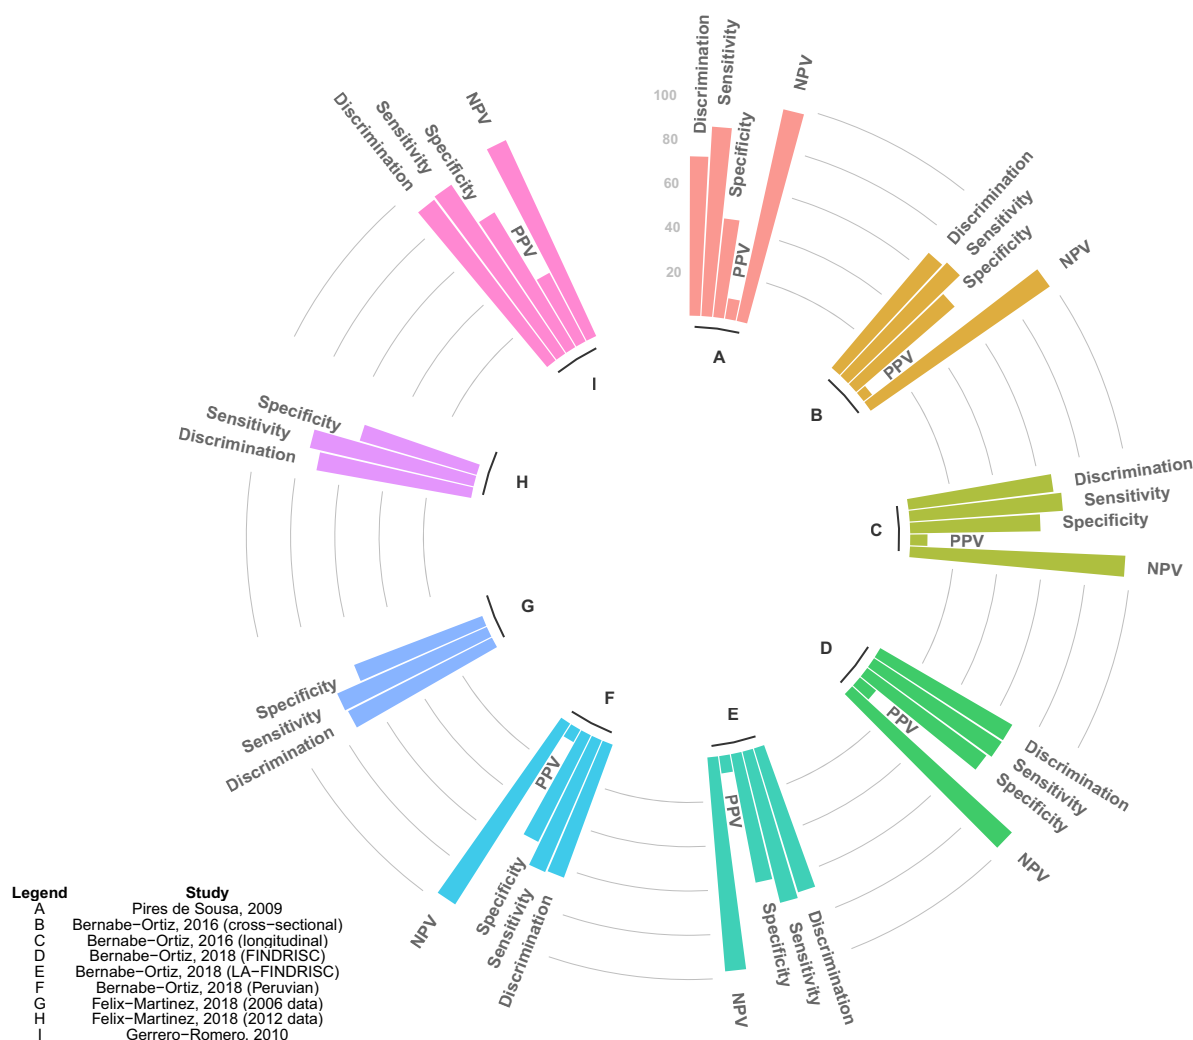 100
80
60
40
20
Discrimination
Sensitivity
Specificity
PPV
NPV
A
Discrimination
Sensitivity
Specificity
PPV
NPV
B
Discrimination
Sensitivity
Specificity
PPV
NPV
C
Discrimination
Sensitivity
Specificity
PPV
NPV
D
Discrimination
Sensitivity
Specificity
PPV
NPV
E
Discrimination
Sensitivity
Specificity
PPV
NPV
F
Discrimination
Sensitivity
Specificity
G
Discrimination
Sensitivity
Specificity
H
Discrimination
Sensitivity
Specificity
PPV
NPV
I
Legend Study
A Pires de Sousa, 2009
B Bernabe−Ortiz, 2016 (cross−sectional)
C Bernabe−Ortiz, 2016 (longitudinal)
D Bernabe−Ortiz, 2018 (FINDRISC)
E Bernabe−Ortiz, 2018 (LA−FINDRISC)
F Bernabe−Ortiz, 2018 (Peruvian)
G Felix−Martinez, 2018 (2006 data)
H Felix−Martinez, 2018 (2012 data)
I Gerrero−Romero, 2010